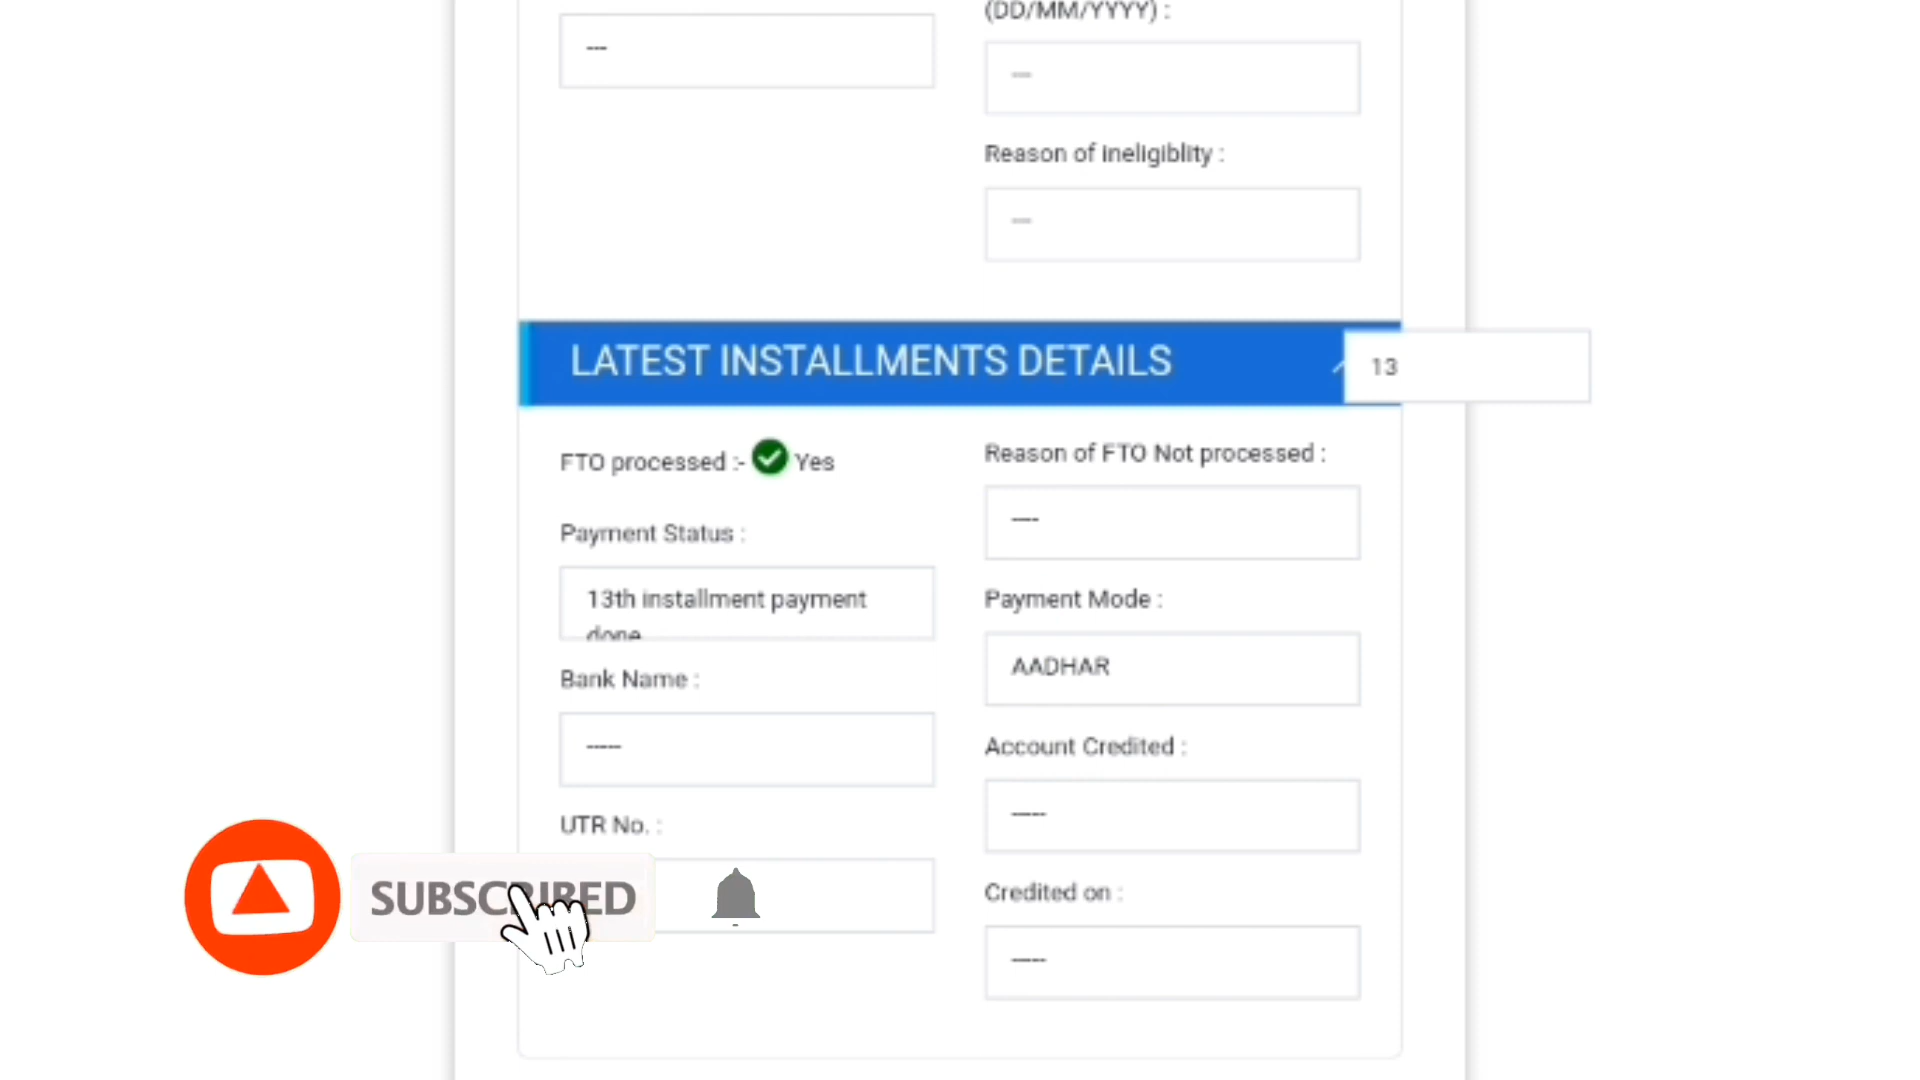 (DD/MM/YYYY) :
---
---
Reason of ineligiblity :
---
LATEST INSTALLMENTS DETAILS
13
FTO processed :- Yes
Reason of FTO Not processed :
----
Payment Status :
13th installment payment
done
Payment Mode :
AADHAR
Bank Name :
-----
Account Credited :
-----
UTR No. :
SUBSCRIBED
Credited on :
-----